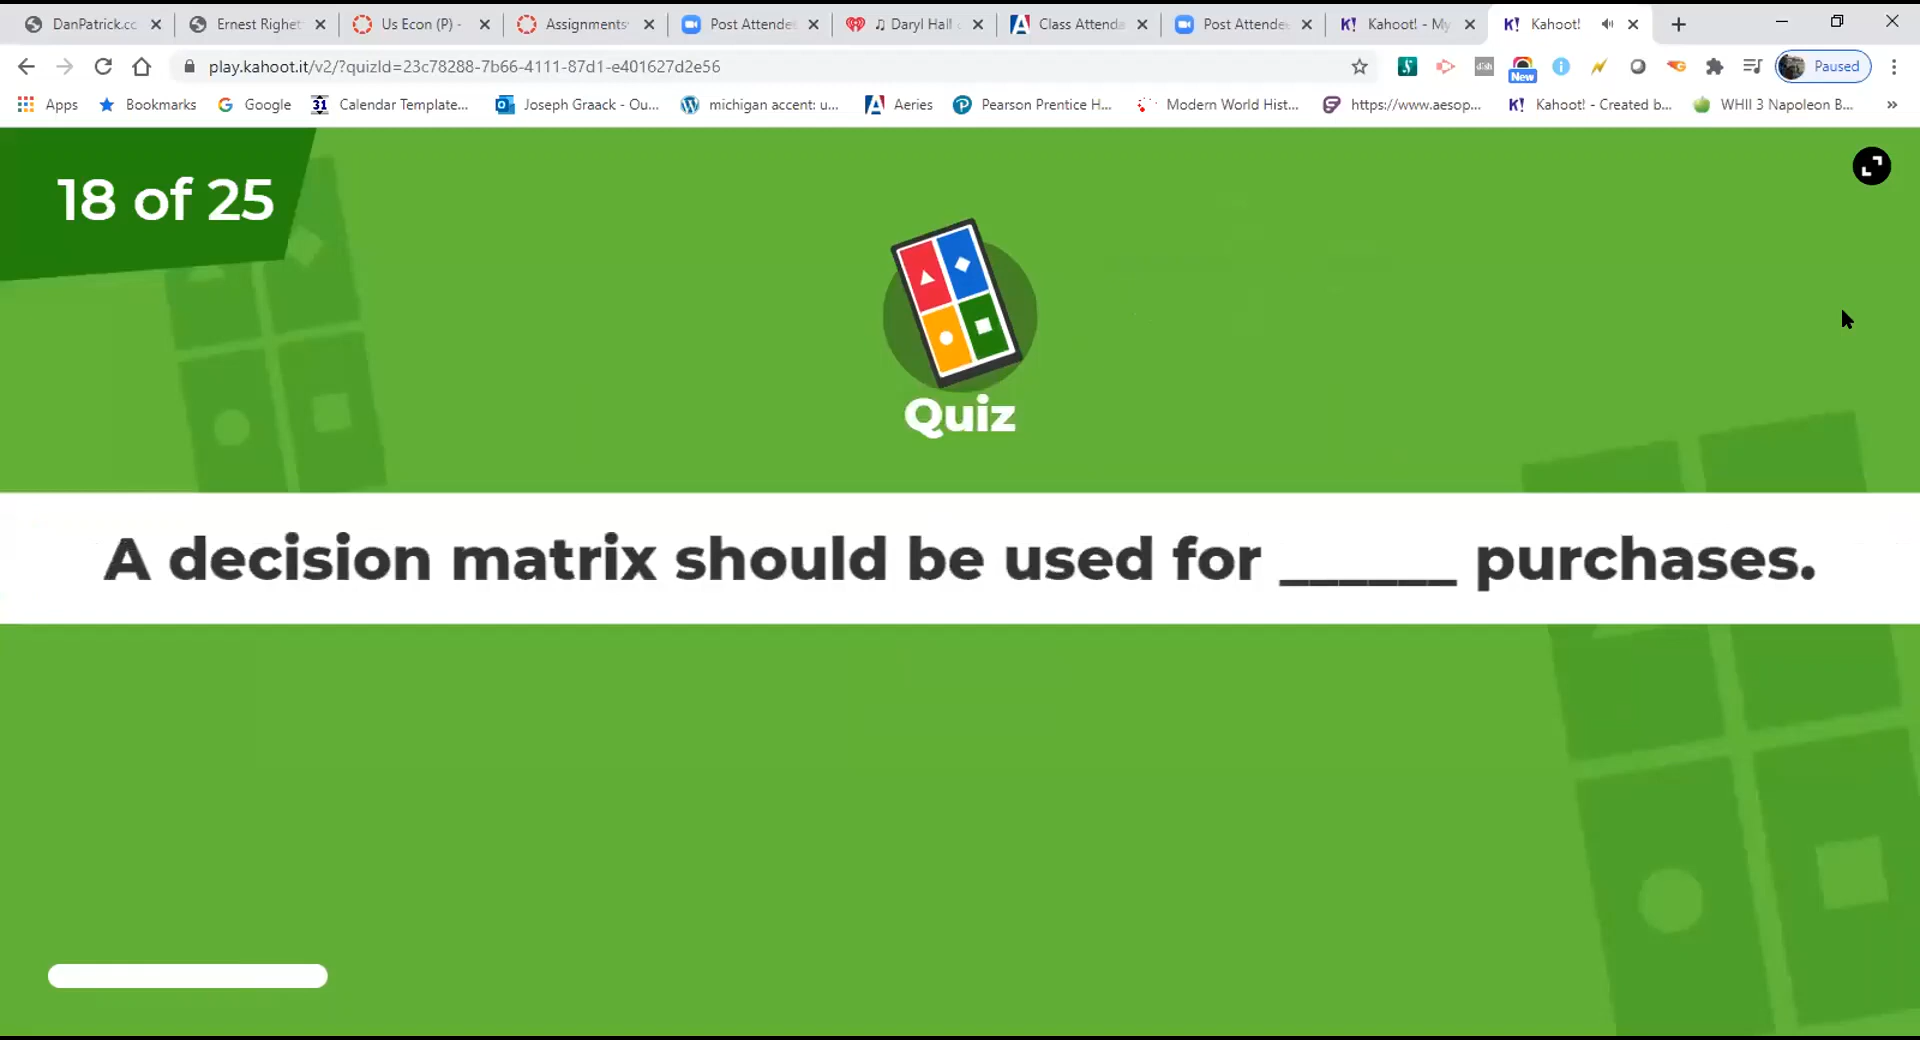 DanPatrick.cc
Ernest Righet
Us Econ (P) -
Assignments
Post Attende
♫ Daryl Hall
Class Attenda
Post Attende
K! Kahoot! - My
K! Kahoot!
play.kahoot.it/v2/?quizId=23c78288-7b66-4111-87d1-e401627d2e56
dish
New
Paused
Apps
Bookmarks
Google
31 Calendar Template...
Joseph Graack - Ou...
michigan accent: u...
Aeries
Pearson Prentice H...
Modern World Hist...
https://www.aesop...
K! Kahoot! - Created b...
WHII 3 Napoleon B...
»
18 of 25
Quiz
A decision matrix should be used for ______ purchases.